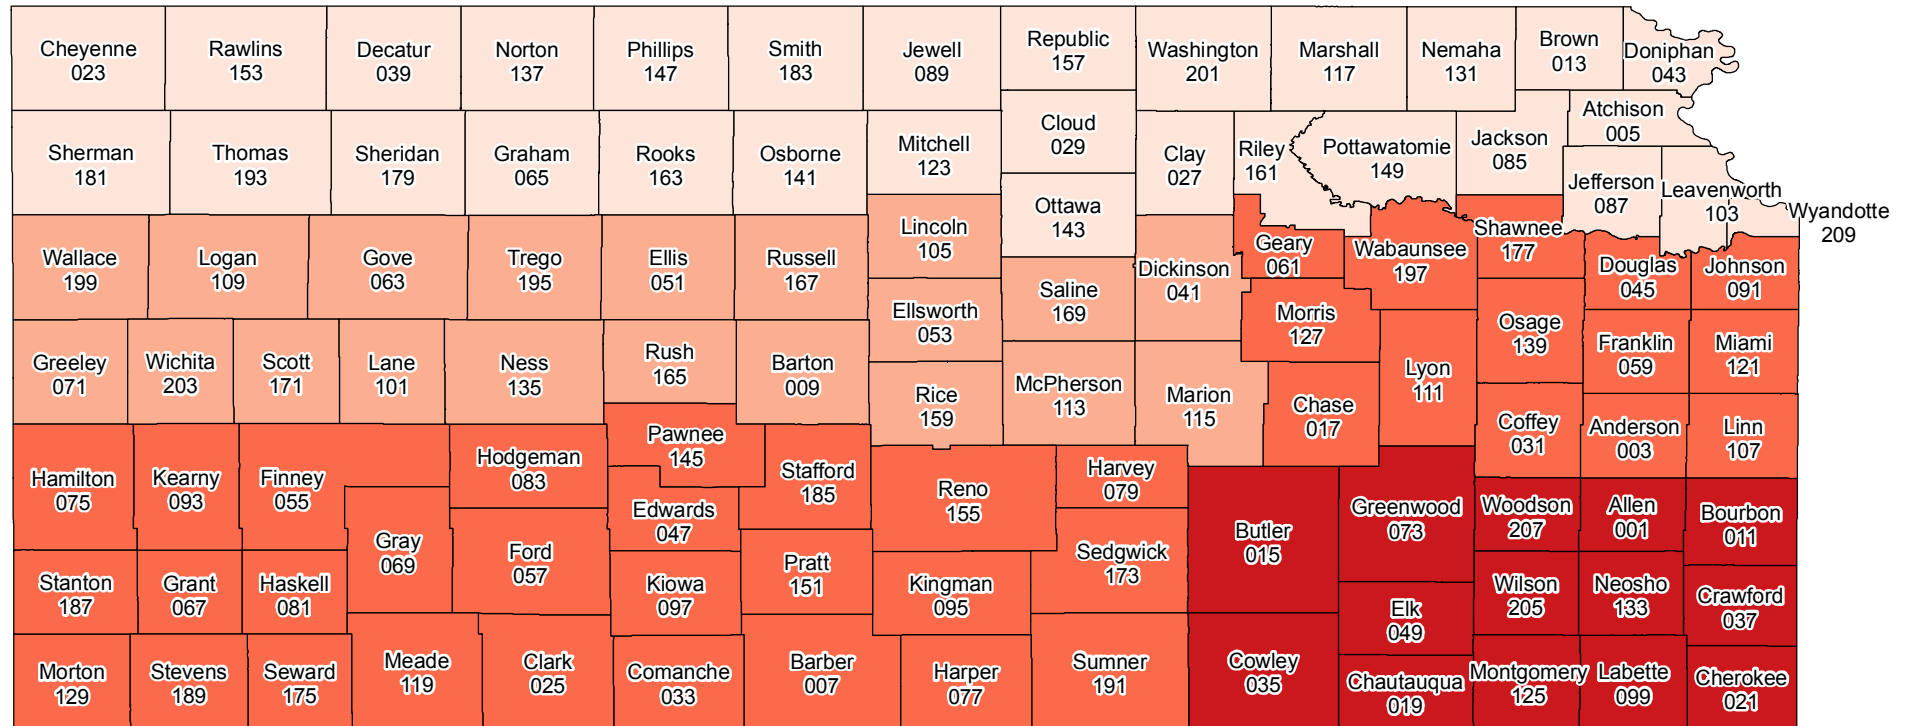 Cheyenne
023
Rawlins
153
Decatur
039
Norton
137
Phillips
147
Smith
183
Jewell
089
Republic
157
Washington
201
Marshall
117
Nemaha
131
Brown
013
Doniphan
043
Sherman
181
Thomas
193
Sheridan
179
Graham
065
Rooks
163
Osborne
141
Mitchell
123
Cloud
029
Clay
027
Riley
161
Pottawatomie
149
Jackson
085
Atchison
005
Jefferson
087
Leavenworth
103
Wyandotte
209
Wallace
199
Logan
109
Gove
063
Trego
195
Ellis
051
Russell
167
Lincoln
105
Ottawa
143
Dickinson
041
Geary
061
Wabaunsee
197
Shawnee
177
Douglas
045
Johnson
091
Ellsworth
053
Saline
169
Morris
127
Osage
139
Franklin
059
Miami
121
Greeley
071
Wichita
203
Scott
171
Lane
101
Ness
135
Rush
165
Barton
009
Rice
159
McPherson
113
Marion
115
Chase
017
Lyon
111
Coffey
031
Anderson
003
Linn
107
Hamilton
075
Kearny
093
Finney
055
Hodgeman
083
Pawnee
145
Stafford
185
Reno
155
Harvey
079
Gray
069
Ford
057
Edwards
047
Butler
015
Greenwood
073
Woodson
207
Allen
001
Bourbon
011
Stanton
187
Grant
067
Haskell
081
Kiowa
097
Pratt
151
Kingman
095
Sedgwick
173
Elk
049
Wilson
205
Neosho
133
Crawford
037
Morton
129
Stevens
189
Seward
175
Meade
119
Clark
025
Comanche
033
Barber
007
Harper
077
Sumner
191
Cowley
035
Chautauqua
019
Montgomery
125
Labette
099
Cherokee
021